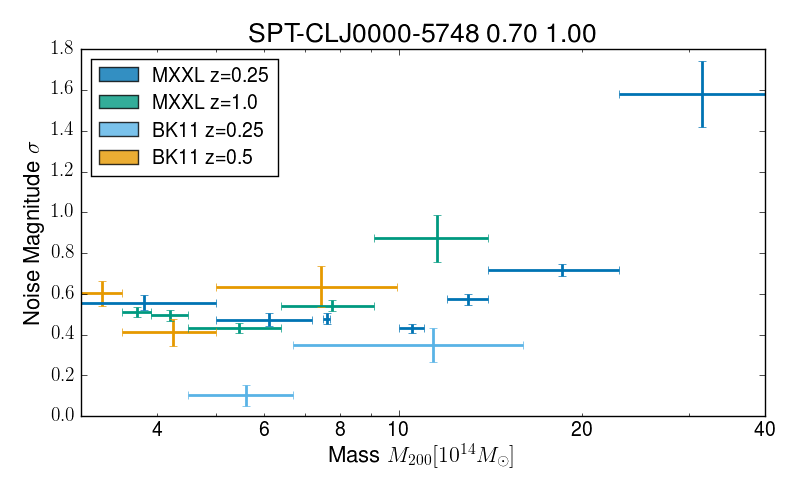 SPT-CLJ0000-5748 0.70 1.00
MXXL z=0.25
MXXL z=1.0
BK11 z=0.25
BK11 z=0.5
Noise Magnitude σ
1.8
1.6
1.4
1.2
1.0
0.8
0.6
0.4
0.2
0.0
4 6 8 10 20 40
Mass M₂₀₀[10¹⁴M☉]